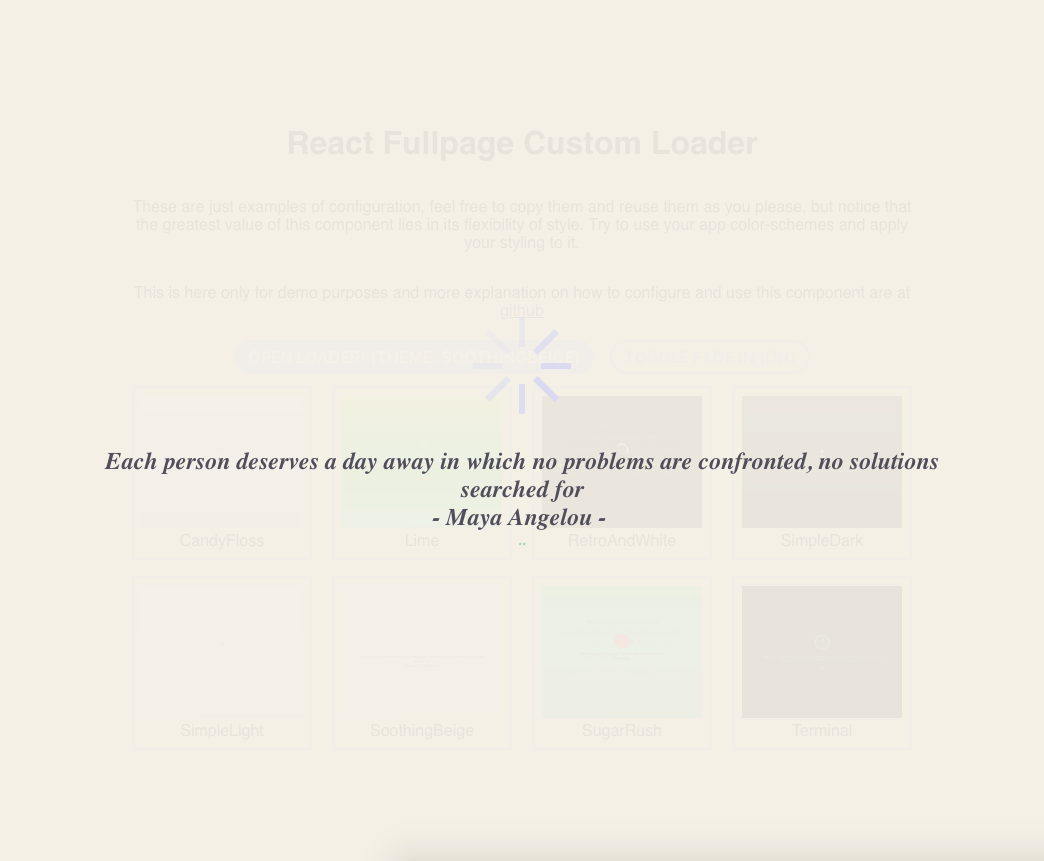 React Fullpage Custom Loader
These are just examples of configuration, feel free to copy them and reuse them as you please, but notice that
the greatest value of this component lies in its flexibility of style. Try to use your app color-schemes and apply
your styling to it.
This is here only for demo purposes and more explanation on how to configure and use this component are at
github
OPEN LOADER! (THEME: SOOTHINGBEIGE)
Each person deserves a day away in which no problems are confronted, no solutions
searched for
- Maya Angelou -
..
CandyFloss Lime RetroAndWhite SimpleDark
SimpleLight SoothingBeige SugarRush Terminal